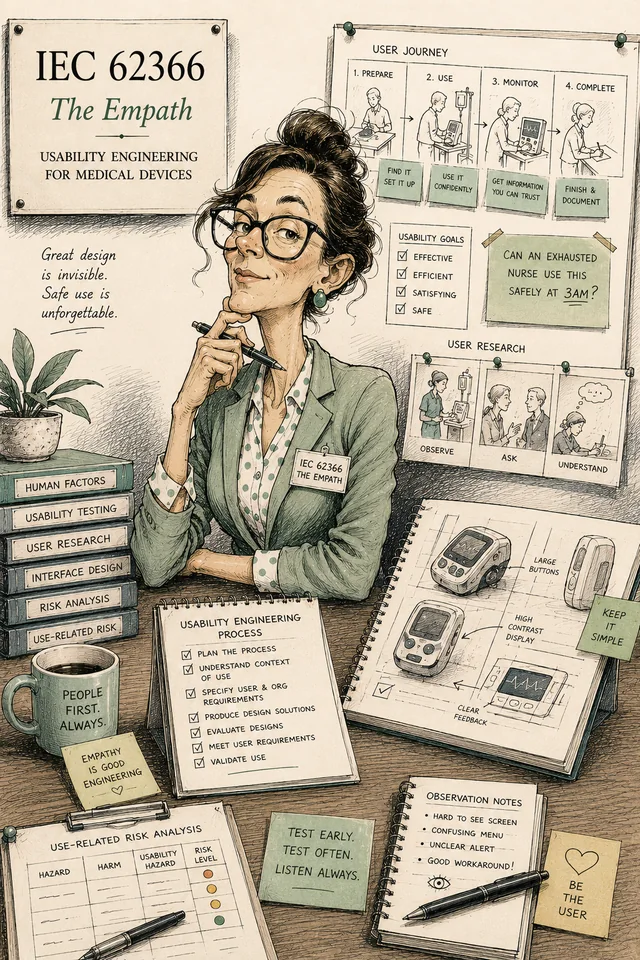 IEC 62366
The Empath
USABILITY ENGINEERING
FOR MEDICAL DEVICES
Great design
is invisible.
Safe use is
unforgettable.
USER JOURNEY
1. PREPARE
2. USE
3. MONITOR
4. COMPLETE
FIND IT
SET IT UP
USE IT
CONFIDENTLY
GET INFORMATION
YOU CAN TRUST
FINISH &
DOCUMENT
USABILITY GOALS
EFFECTIVE
EFFICIENT
SATISFYING
SAFE
CAN AN EXHAUSTED
NURSE USE THIS
SAFELY AT 3AM?
USER RESEARCH
OBSERVE
ASK
UNDERSTAND
IEC 62366
THE EMPATH
HUMAN FACTORS
USABILITY TESTING
USER RESEARCH
INTERFACE DESIGN
RISK ANALYSIS
USE-RELATED RISK
PEOPLE
FIRST.
ALWAYS.
EMPATHY
IS GOOD
ENGINEERING
USABILITY ENGINEERING
PROCESS
PLAN THE PROCESS
UNDERSTAND CONTEXT
OF USE
SPECIFY USER & ORG
REQUIREMENTS
PRODUCE DESIGN SOLUTIONS
EVALUATE DESIGNS
MEET USER REQUIREMENTS
VALIDATE USE
LARGE
BUTTONS
HIGH
CONTRAST
DISPLAY
CLEAR
FEEDBACK
KEEP
IT
SIMPLE
USE-RELATED RISK ANALYSIS
HAZARD
HARM
USABILITY
HAZARD
RISK
LEVEL
TEST EARLY.
TEST OFTEN.
LISTEN ALWAYS.
OBSERVATION NOTES
• HARD TO SEE SCREEN
• CONFUSING MENU
• UNCLEAR ALERT
• GOOD WORKAROUND!
BE
THE
USER